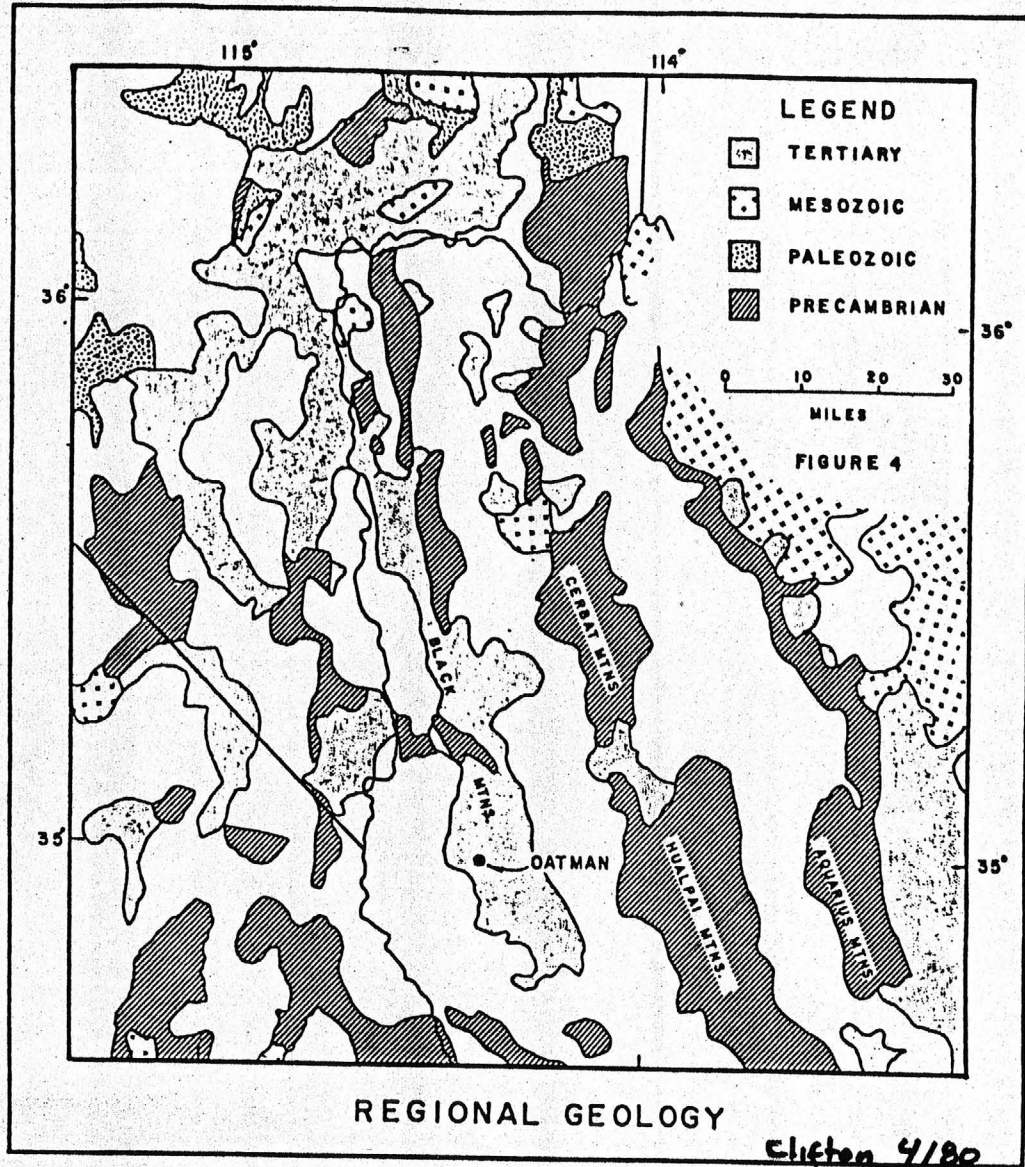 115°
114°
LEGEND
TERTIARY
MESOZOIC
PALEOZOIC
PRECAMBRIAN
36°
36°
0 10 20 30
MILES
FIGURE 4
CERBAT MTNS
BLACK
MTNS.
35°
OATMAN
HUALPAI MTNS.
AQUARIUS MTNS
35°
REGIONAL GEOLOGY
Clifton 4/80